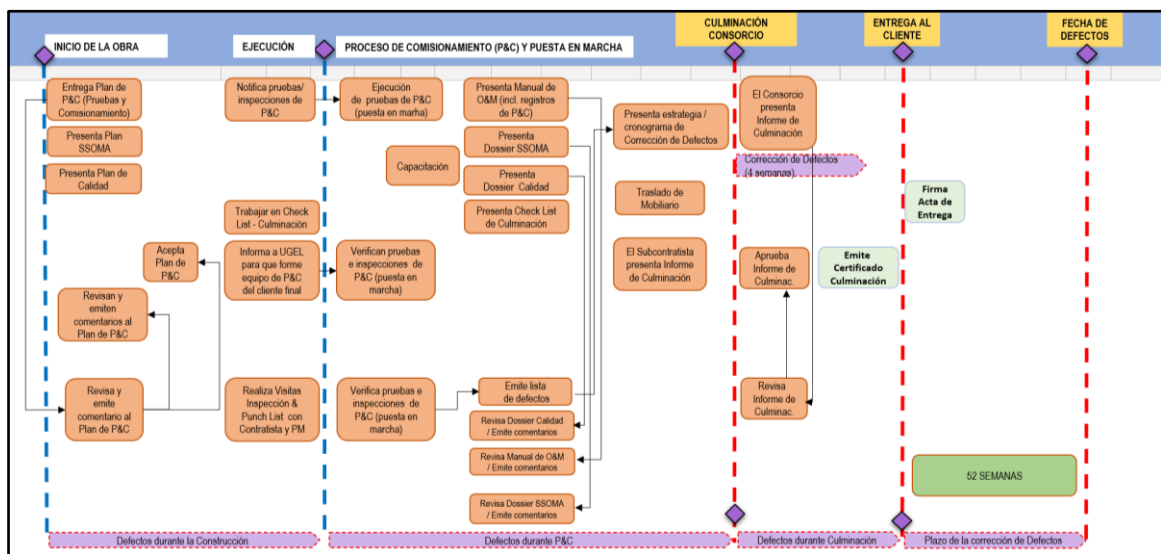 INICIO DE LA OBRA
EJECUCIÓN
PROCESO DE COMISIONAMIENTO (P&C) Y PUESTA EN MARCHA
CULMINACIÓN
CONSORCIO
ENTREGA AL
CLIENTE
FECHA DE
DEFECTOS
Entrega Plan de
P&C (Pruebas y
Comisionamiento)
Presenta Plan
SSOMA
Presenta Plan de
Calidad
Acepta
Plan de P&C
Revisan y
emiten
comentarios al
Plan de P&C
Revisa y
emite
comentario al
Plan de P&C
Notifica pruebas/
inspecciones de
P&C
Trabajar en Check
List - Culminación
Informa a UGEL
para que forme
equipo de P&C
del cliente final
Realiza Visitas
Inspección &
Punch List con
Contratista y PM
Ejecución
de pruebas de P&C
(puesta en marha)
Capacitación
Verifican pruebas
e inspecciones de
P&C (puesta en
marcha)
Verifica pruebas e
inspecciones de
P&C (puesta en
marcha)
Presenta Manual de
O&M (incl. registros
de P&C)
Presenta
Dossier SSOMA
Presenta
Dossier Calidad
Presenta Check List
de Culminación
Emite lista
de defectos
Revisa Dossier Calidad
/ Emite comentarios
Revisa Manual de O&M
/ Emite comentarios
Revisa Dossier SSOMA
/ Emite comentarios
Presenta estrategia /
cronograma de
Corrección de Defectos
Traslado de
Mobiliario
El Subcontratista
presenta Informe
de Culminación
El Consorcio
presenta
Informe de
Culminación
Corrección de Defectos
(4 semanas)
Aprueba
Informe de
Culminac.
Revisa
Informe de
Culminac.
Emite
Certificado
Culminación
Firma
Acta de
Entrega
52 SEMANAS
Defectos durante la Construcción
Defectos durante P&C
Defectos durante Culminación
Plazo de la corrección de Defectos